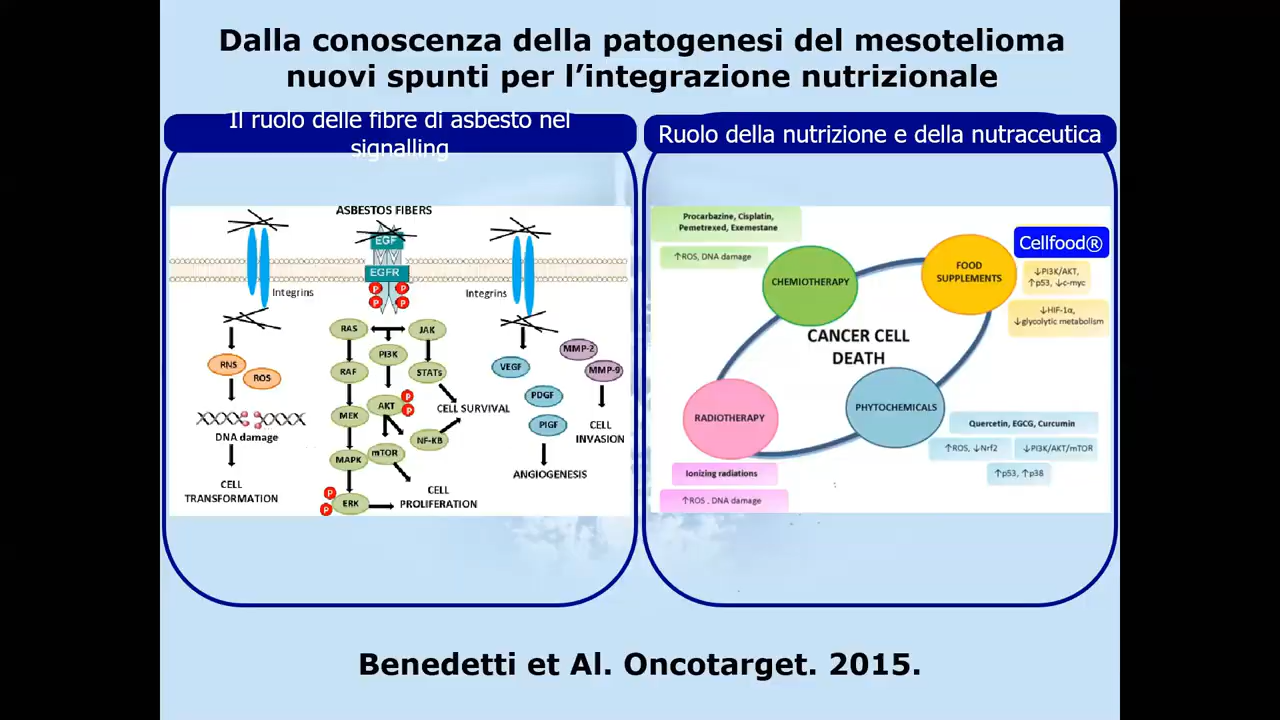 Dalla conoscenza della patogenesi del mesotelioma
nuovi spunti per l’integrazione nutrizionale
Il ruolo delle fibre di asbesto nel
signalling
ASBESTOS FIBERS
EGF
EGFR
P P
P P
Integrins
Integrins
RNS
ROS
DNA damage
CELL
TRANSFORMATION
RAS
JAK
PI3K
RAF
STATs
AKT
P
P
MEK
CELL SURVIVAL
NF-KB
mTOR
MAPK
P
P
ERK
CELL
PROLIFERATION
VEGF
MMP-2
MMP-9
PDGF
PIGF
CELL
INVASION
ANGIOGENESIS
Ruolo della nutrizione e della nutraceutica
Procarbazine, Cisplatin,
Pemetrexed, Exemestane
↑ROS, DNA damage
CHEMIOTHERAPY
FOOD
SUPPLEMENTS
Cellfood®
↓PI3K/AKT,
↑p53, ↓c-myc
↓HIF-1α,
↓glycolytic metabolism
CANCER CELL
DEATH
RADIOTHERAPY
PHYTOCHEMICALS
Quercetin, EGCG, Curcumin
↑ROS, ↓Nrf2
↓PI3K/AKT/mTOR
↑p53, ↑p38
Ionizing radiations
↑ROS , DNA damage
Benedetti et Al. Oncotarget. 2015.